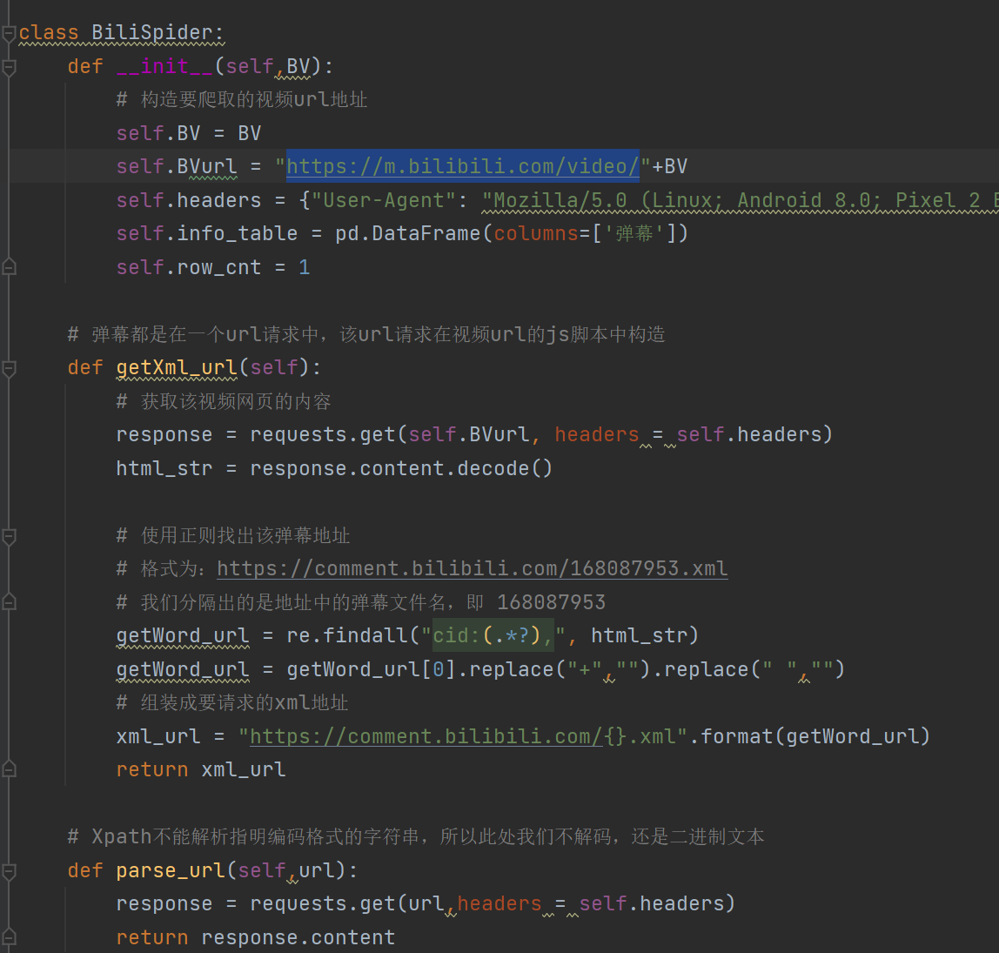 class BiliSpider:
    def __init__(self,BV):
        # 构造要爬取的视频url地址
        self.BV = BV
        self.BVurl = "https://m.bilibili.com/video/"+BV
        self.headers = {"User-Agent": "Mozilla/5.0 (Linux; Android 8.0; Pixel 2
        self.info_table = pd.DataFrame(columns=['弹幕'])
        self.row_cnt = 1
    # 弹幕都是在一个url请求中，该url请求在视频url的js脚本中构造
    def getXml_url(self):
        # 获取该视频网页的内容
        response = requests.get(self.BVurl, headers = self.headers)
        html_str = response.content.decode()
        # 使用正则找出该弹幕地址
        # 格式为：https://comment.bilibili.com/168087953.xml
        # 我们分隔出的是地址中的弹幕文件名，即 168087953
        getWord_url = re.findall("cid:(.*?),", html_str)
        getWord_url = getWord_url[0].replace("+","").replace(" ","")
        # 组装成要请求的xml地址
        xml_url = "https://comment.bilibili.com/{}.xml".format(getWord_url)
        return xml_url
    # Xpath不能解析指明编码格式的字符串，所以此处我们不解码，还是二进制文本
    def parse_url(self,url):
        response = requests.get(url,headers = self.headers)
        return response.content